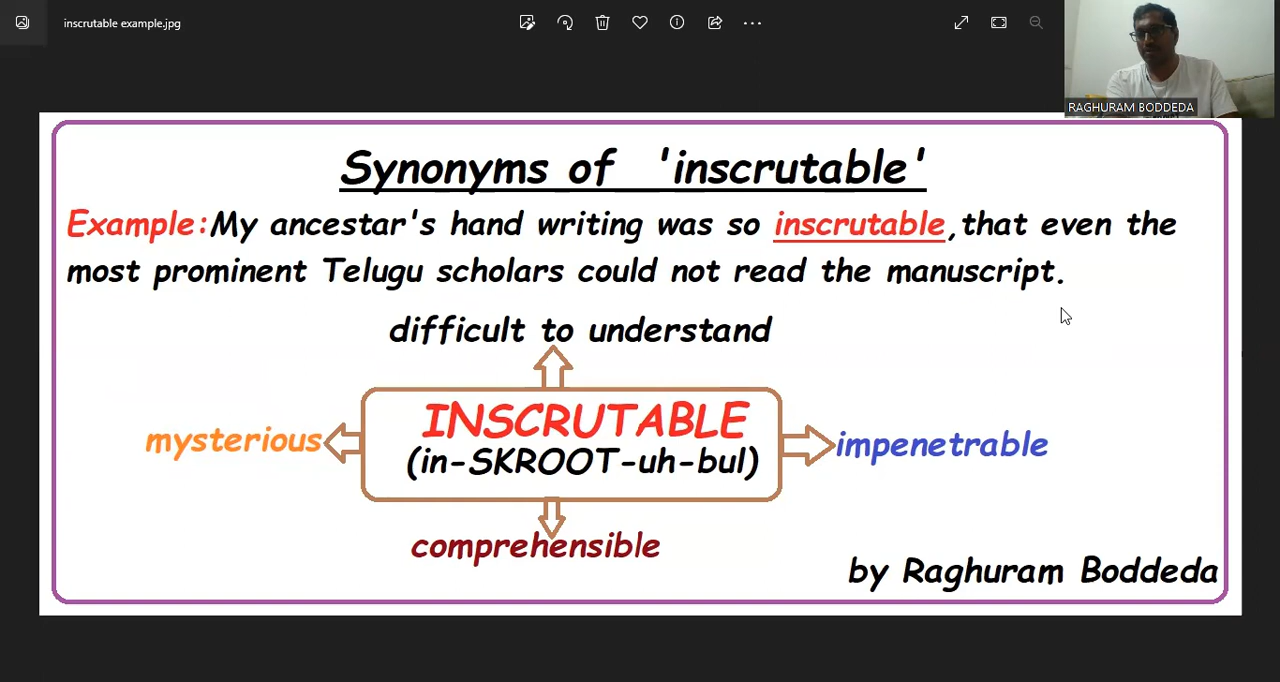 inscrutable example.jpg
RAGHURAM BODDEDA
Synonyms of 'inscrutable'
Example:My ancestar's hand writing was so inscrutable,that even the
most prominent Telugu scholars could not read the manuscript.
difficult to understand
INSCRUTABLE
(in-SKROOT-uh-bul)
mysterious
impenetrable
comprehensible
by Raghuram Boddeda